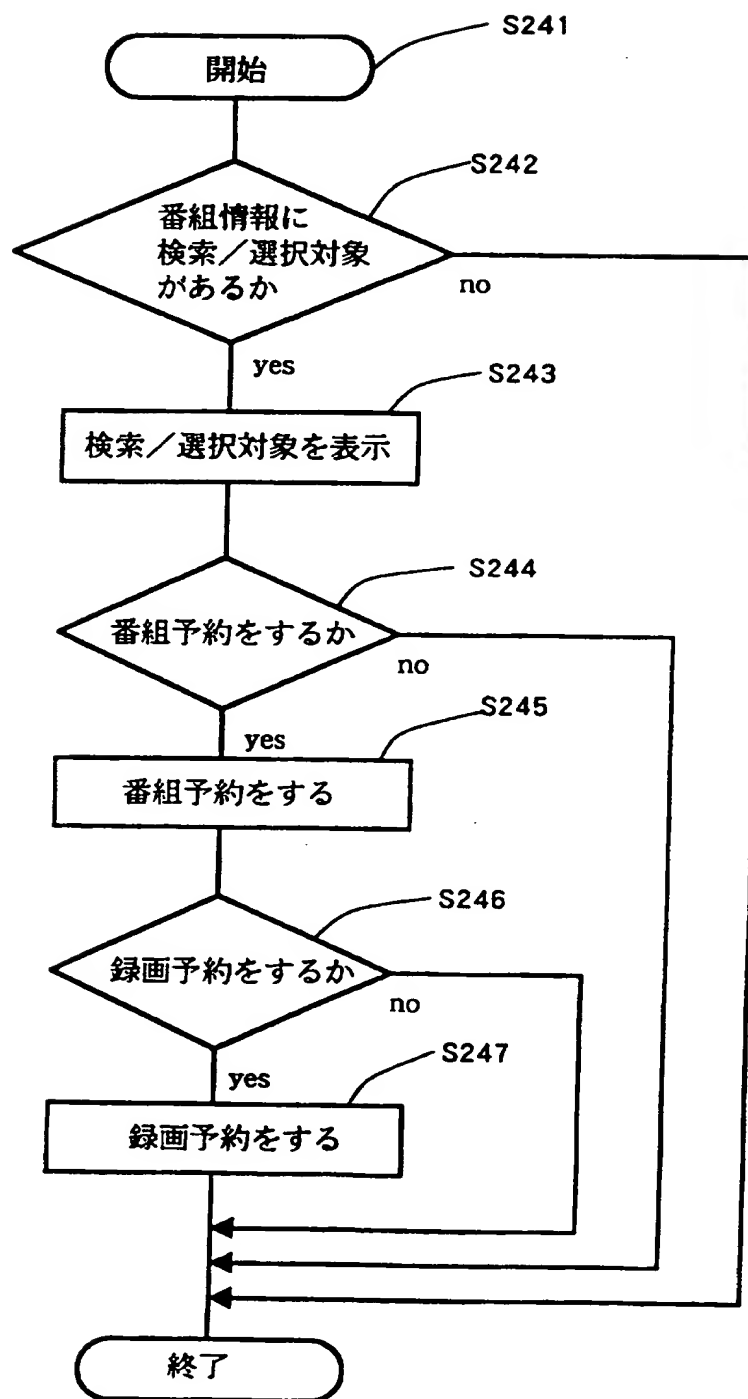 S241
開始
S242
番組情報に
検索／選択対象
があるか
no
yes
S243
検索／選択対象を表示
S244
番組予約をするか
no
yes
S245
番組予約をする
S246
録画予約をするか
no
yes
S247
録画予約をする
終了